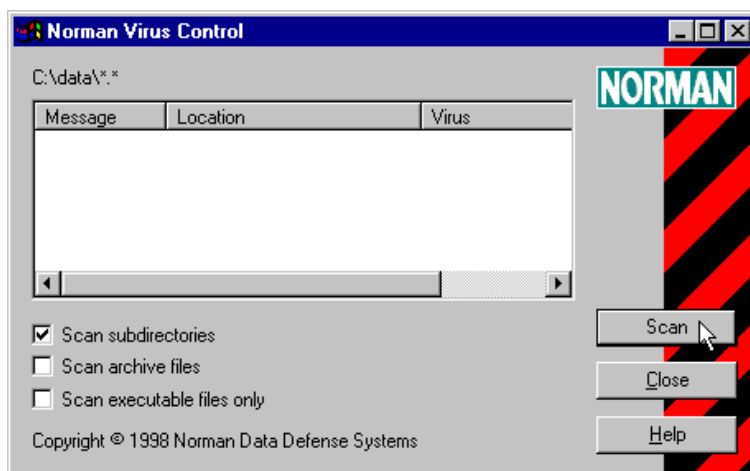 Norman Virus Control
C:\data\*.*
NORMAN
Message Location Virus
Scan subdirectories
Scan archive files
Scan executable files only
Scan
Close
Help
Copyright © 1998 Norman Data Defense Systems